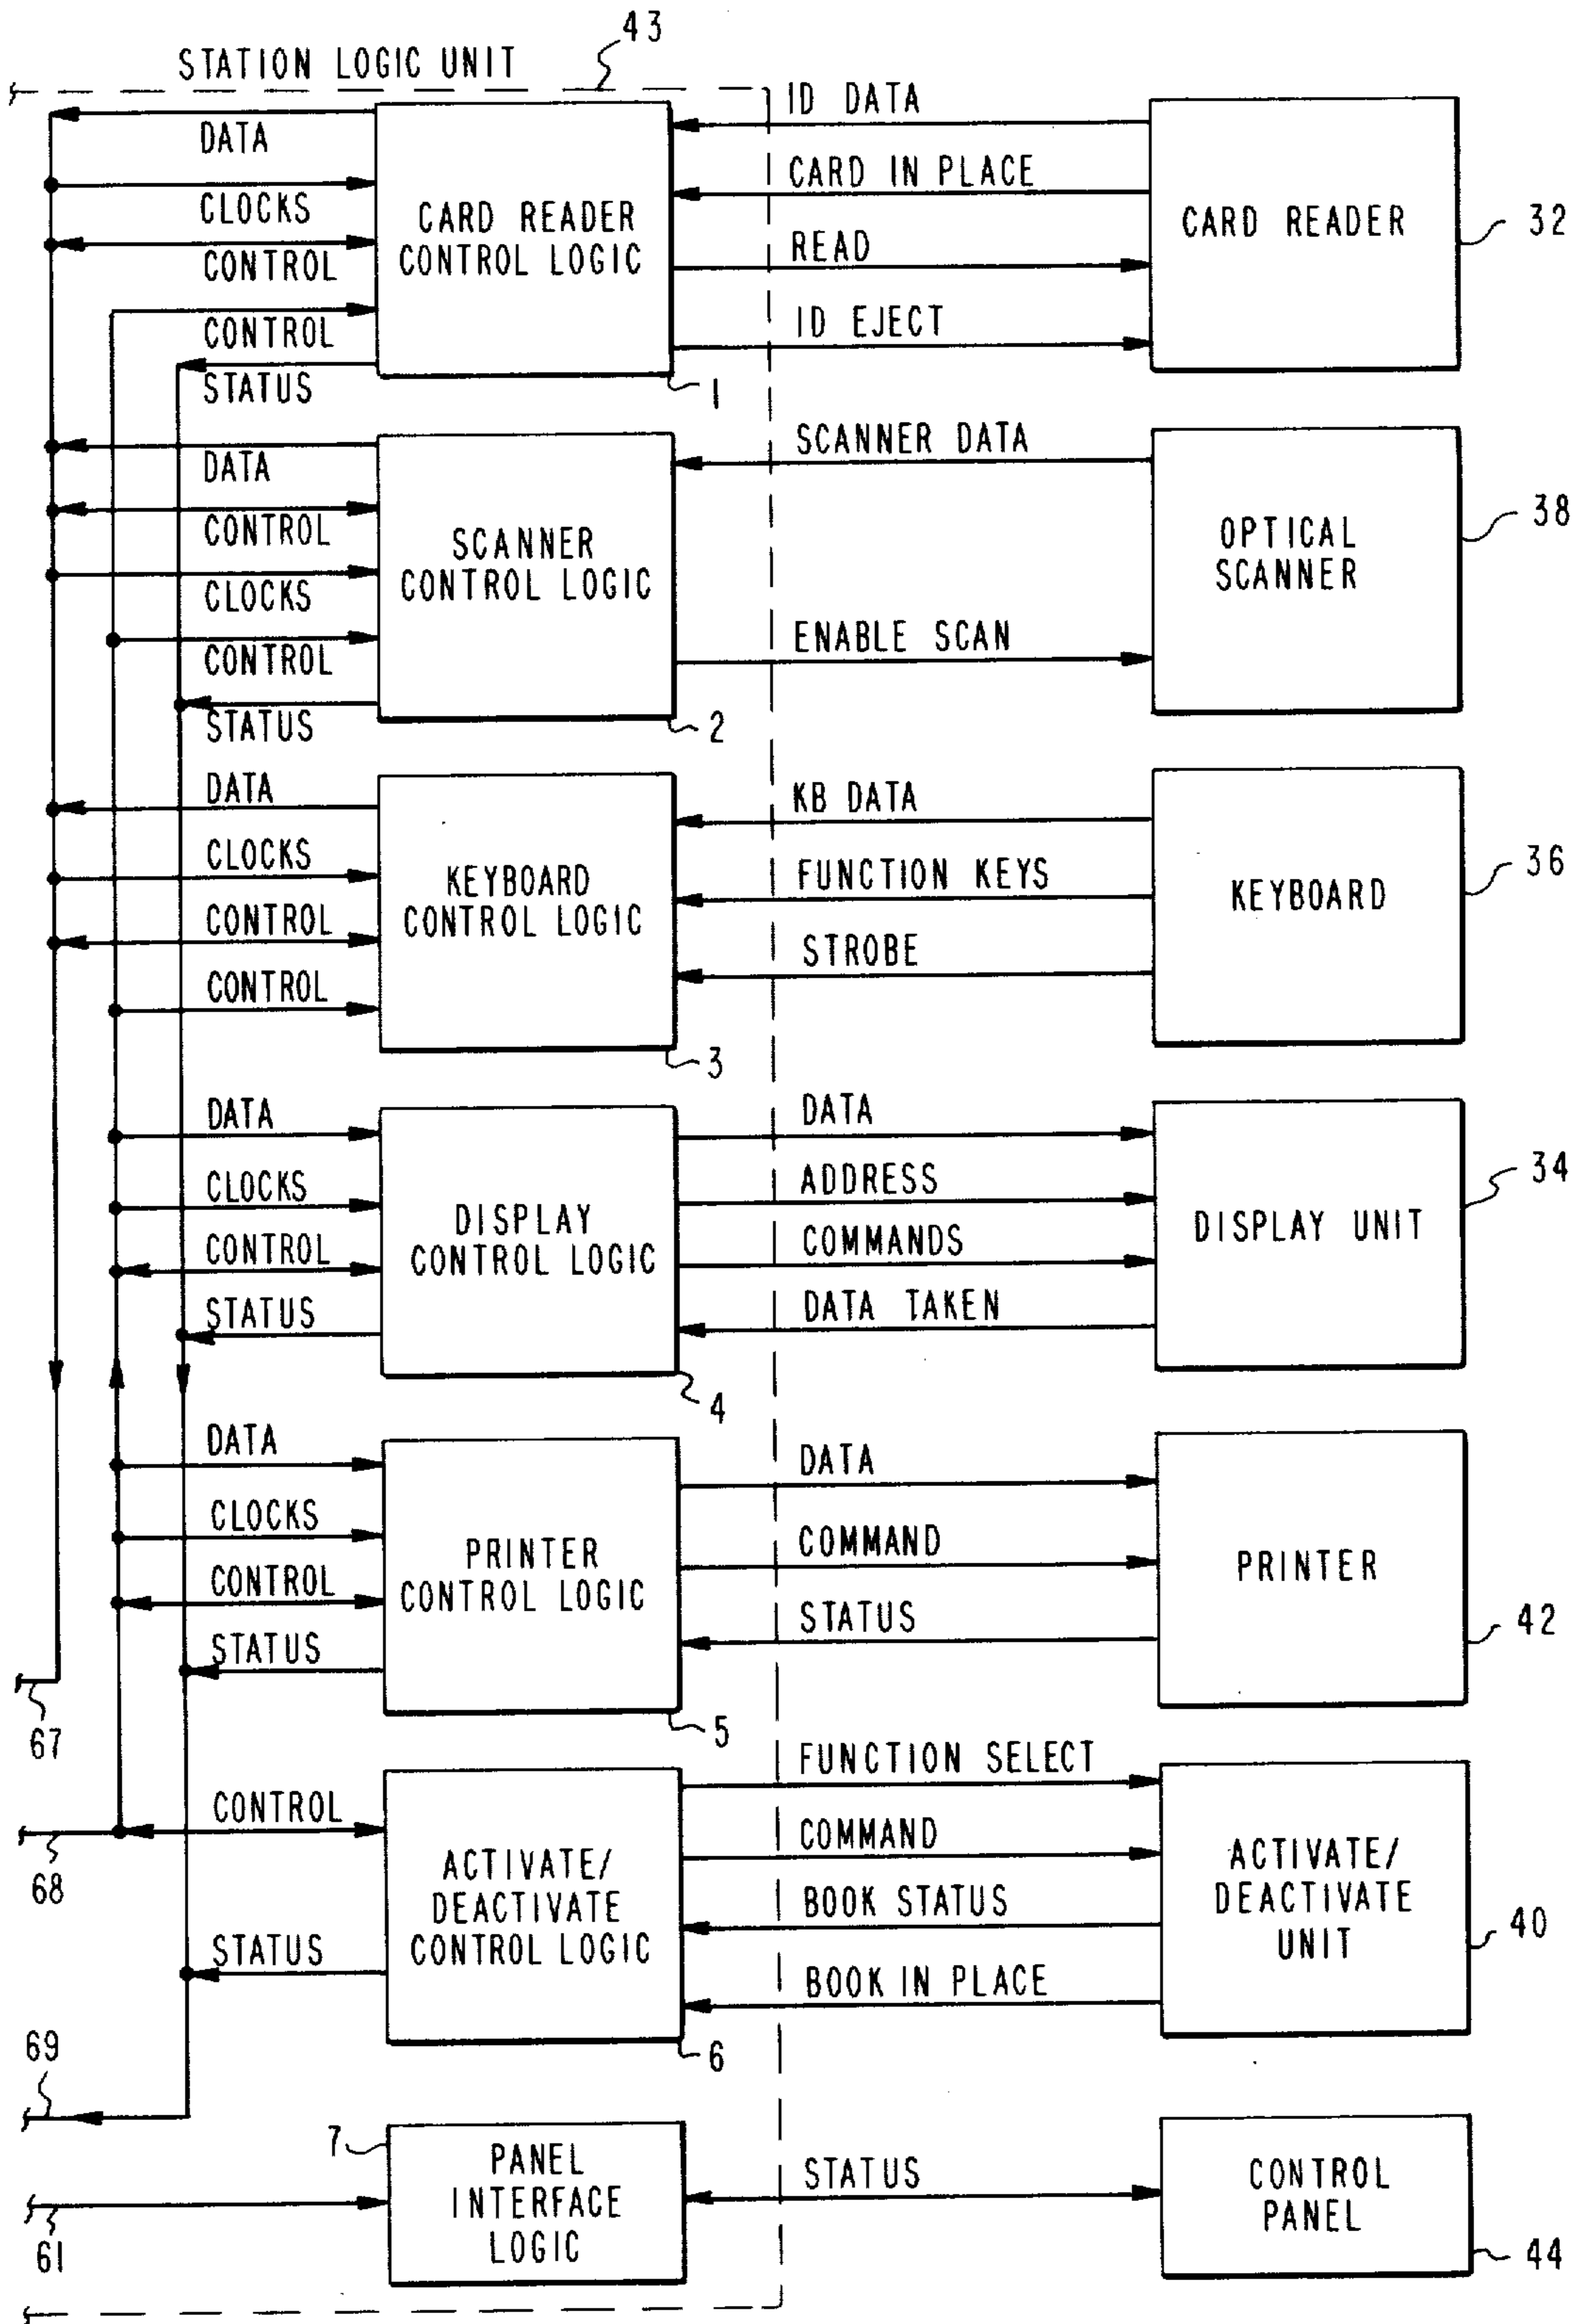 43
STATION LOGIC UNIT
DATA
CLOCKS
CONTROL
CONTROL
STATUS
CARD READER
CONTROL LOGIC
1
ID DATA
CARD IN PLACE
READ
ID EJECT
CARD READER
32
DATA
CONTROL
CLOCKS
CONTROL
STATUS
SCANNER
CONTROL LOGIC
2
SCANNER DATA
ENABLE SCAN
OPTICAL
SCANNER
38
DATA
CLOCKS
CONTROL
CONTROL
KEYBOARD
CONTROL LOGIC
3
KB DATA
FUNCTION KEYS
STROBE
KEYBOARD
36
DATA
CLOCKS
CONTROL
STATUS
DISPLAY
CONTROL LOGIC
4
DATA
ADDRESS
COMMANDS
DATA TAKEN
DISPLAY UNIT
34
DATA
CLOCKS
CONTROL
STATUS
PRINTER
CONTROL LOGIC
5
DATA
COMMAND
STATUS
PRINTER
42
67
68
CONTROL
STATUS
ACTIVATE/
DEACTIVATE
CONTROL LOGIC
6
FUNCTION SELECT
COMMAND
BOOK STATUS
BOOK IN PLACE
ACTIVATE/
DEACTIVATE
UNIT
40
69
61
7
PANEL
INTERFACE
LOGIC
STATUS
CONTROL
PANEL
44